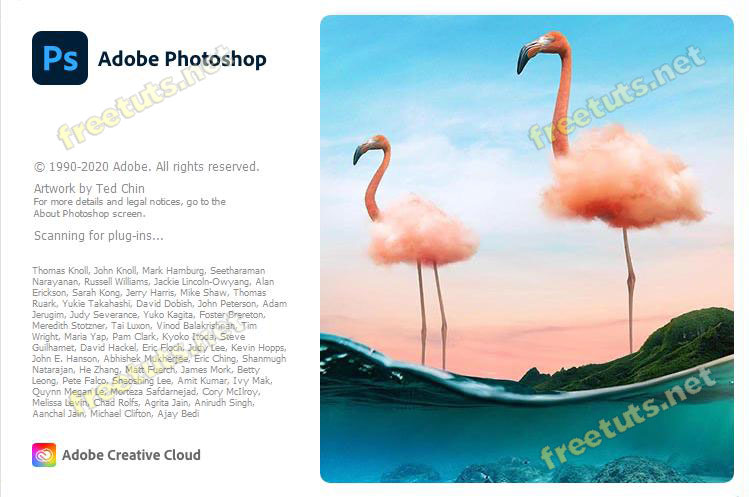 Ps Adobe Photoshop
freetuts.net
freetuts.net
© 1990-2020 Adobe. All rights reserved.
Artwork by Ted Chin
For more details and legal notices, go to the
About Photoshop screen.
Scanning for plug-ins...
Thomas Knoll, John Knoll, Mark Hamburg, Seetharaman
Narayanan, Russell Williams, Jackie Lincoln-Owyang, Alan
Erickson, Sarah Kong, Jerry Harris, Mike Shaw, Thomas
Ruark, Yukie Takahashi, David Dobish, John Peterson, Adam
Jerugim, Judy Severance, Yuko Kagita, Foster Brereton,
Meredith Stotzner, Tai Luxon, Vinod Balakrishnan, Tim
Wright, Maria Yap, Pam Clark, Kyoko Itoda, Steve
Guilhamet, David Hackel, Eric Floch, Judy Lee, Kevin Hopps,
John E. Hanson, Abhishek Mukherjee, Eric Ching, Shanmugh
Natarajan, He Zhang, Matt Fuerch, James Mork, Betty
Leong, Pete Falco, Shaoshing Lee, Amit Kumar, Ivy Mak,
Quynn Megan Le, Morteza Safdarnejad, Cory McIlroy,
Melissa Levin, Chad Rolfs, Agrita Jain, Anirudh Singh,
Aanchal Jain, Michael Clifton, Ajay Bedi
freetuts.net
freetuts.net
Adobe Creative Cloud